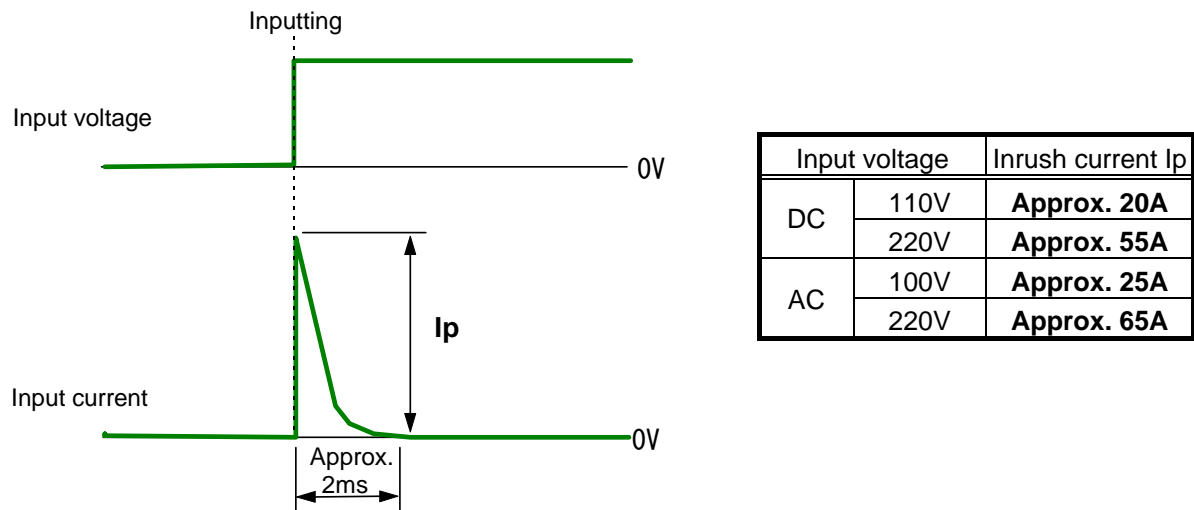 Inputting
Input voltage
0V
Ip
Input current
0V
Approx.
2ms
Input voltage Inrush current Ip
DC 110V Approx. 20A
220V Approx. 55A
AC 100V Approx. 25A
220V Approx. 65A